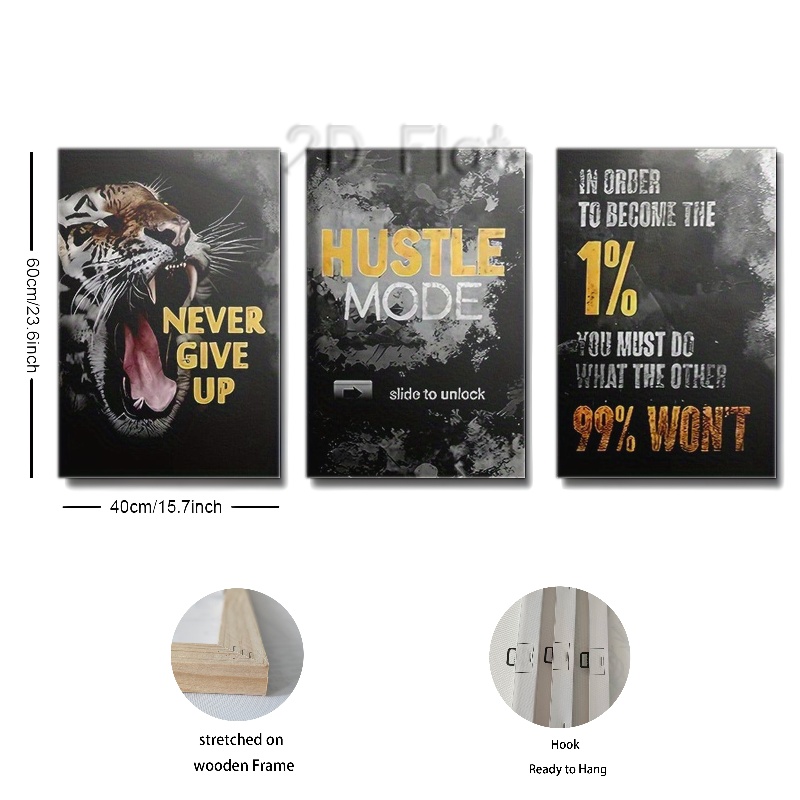 2D Flat
60cm/23.6inch
NEVER
GIVE
UP
HUSTLE
MODE
slide to unlock
IN ORDER
TO BECOME THE
1%
YOU MUST DO
WHAT THE OTHER
99% WON'T
40cm/15.7inch
stretched on
wooden Frame
Hook
Ready to Hang